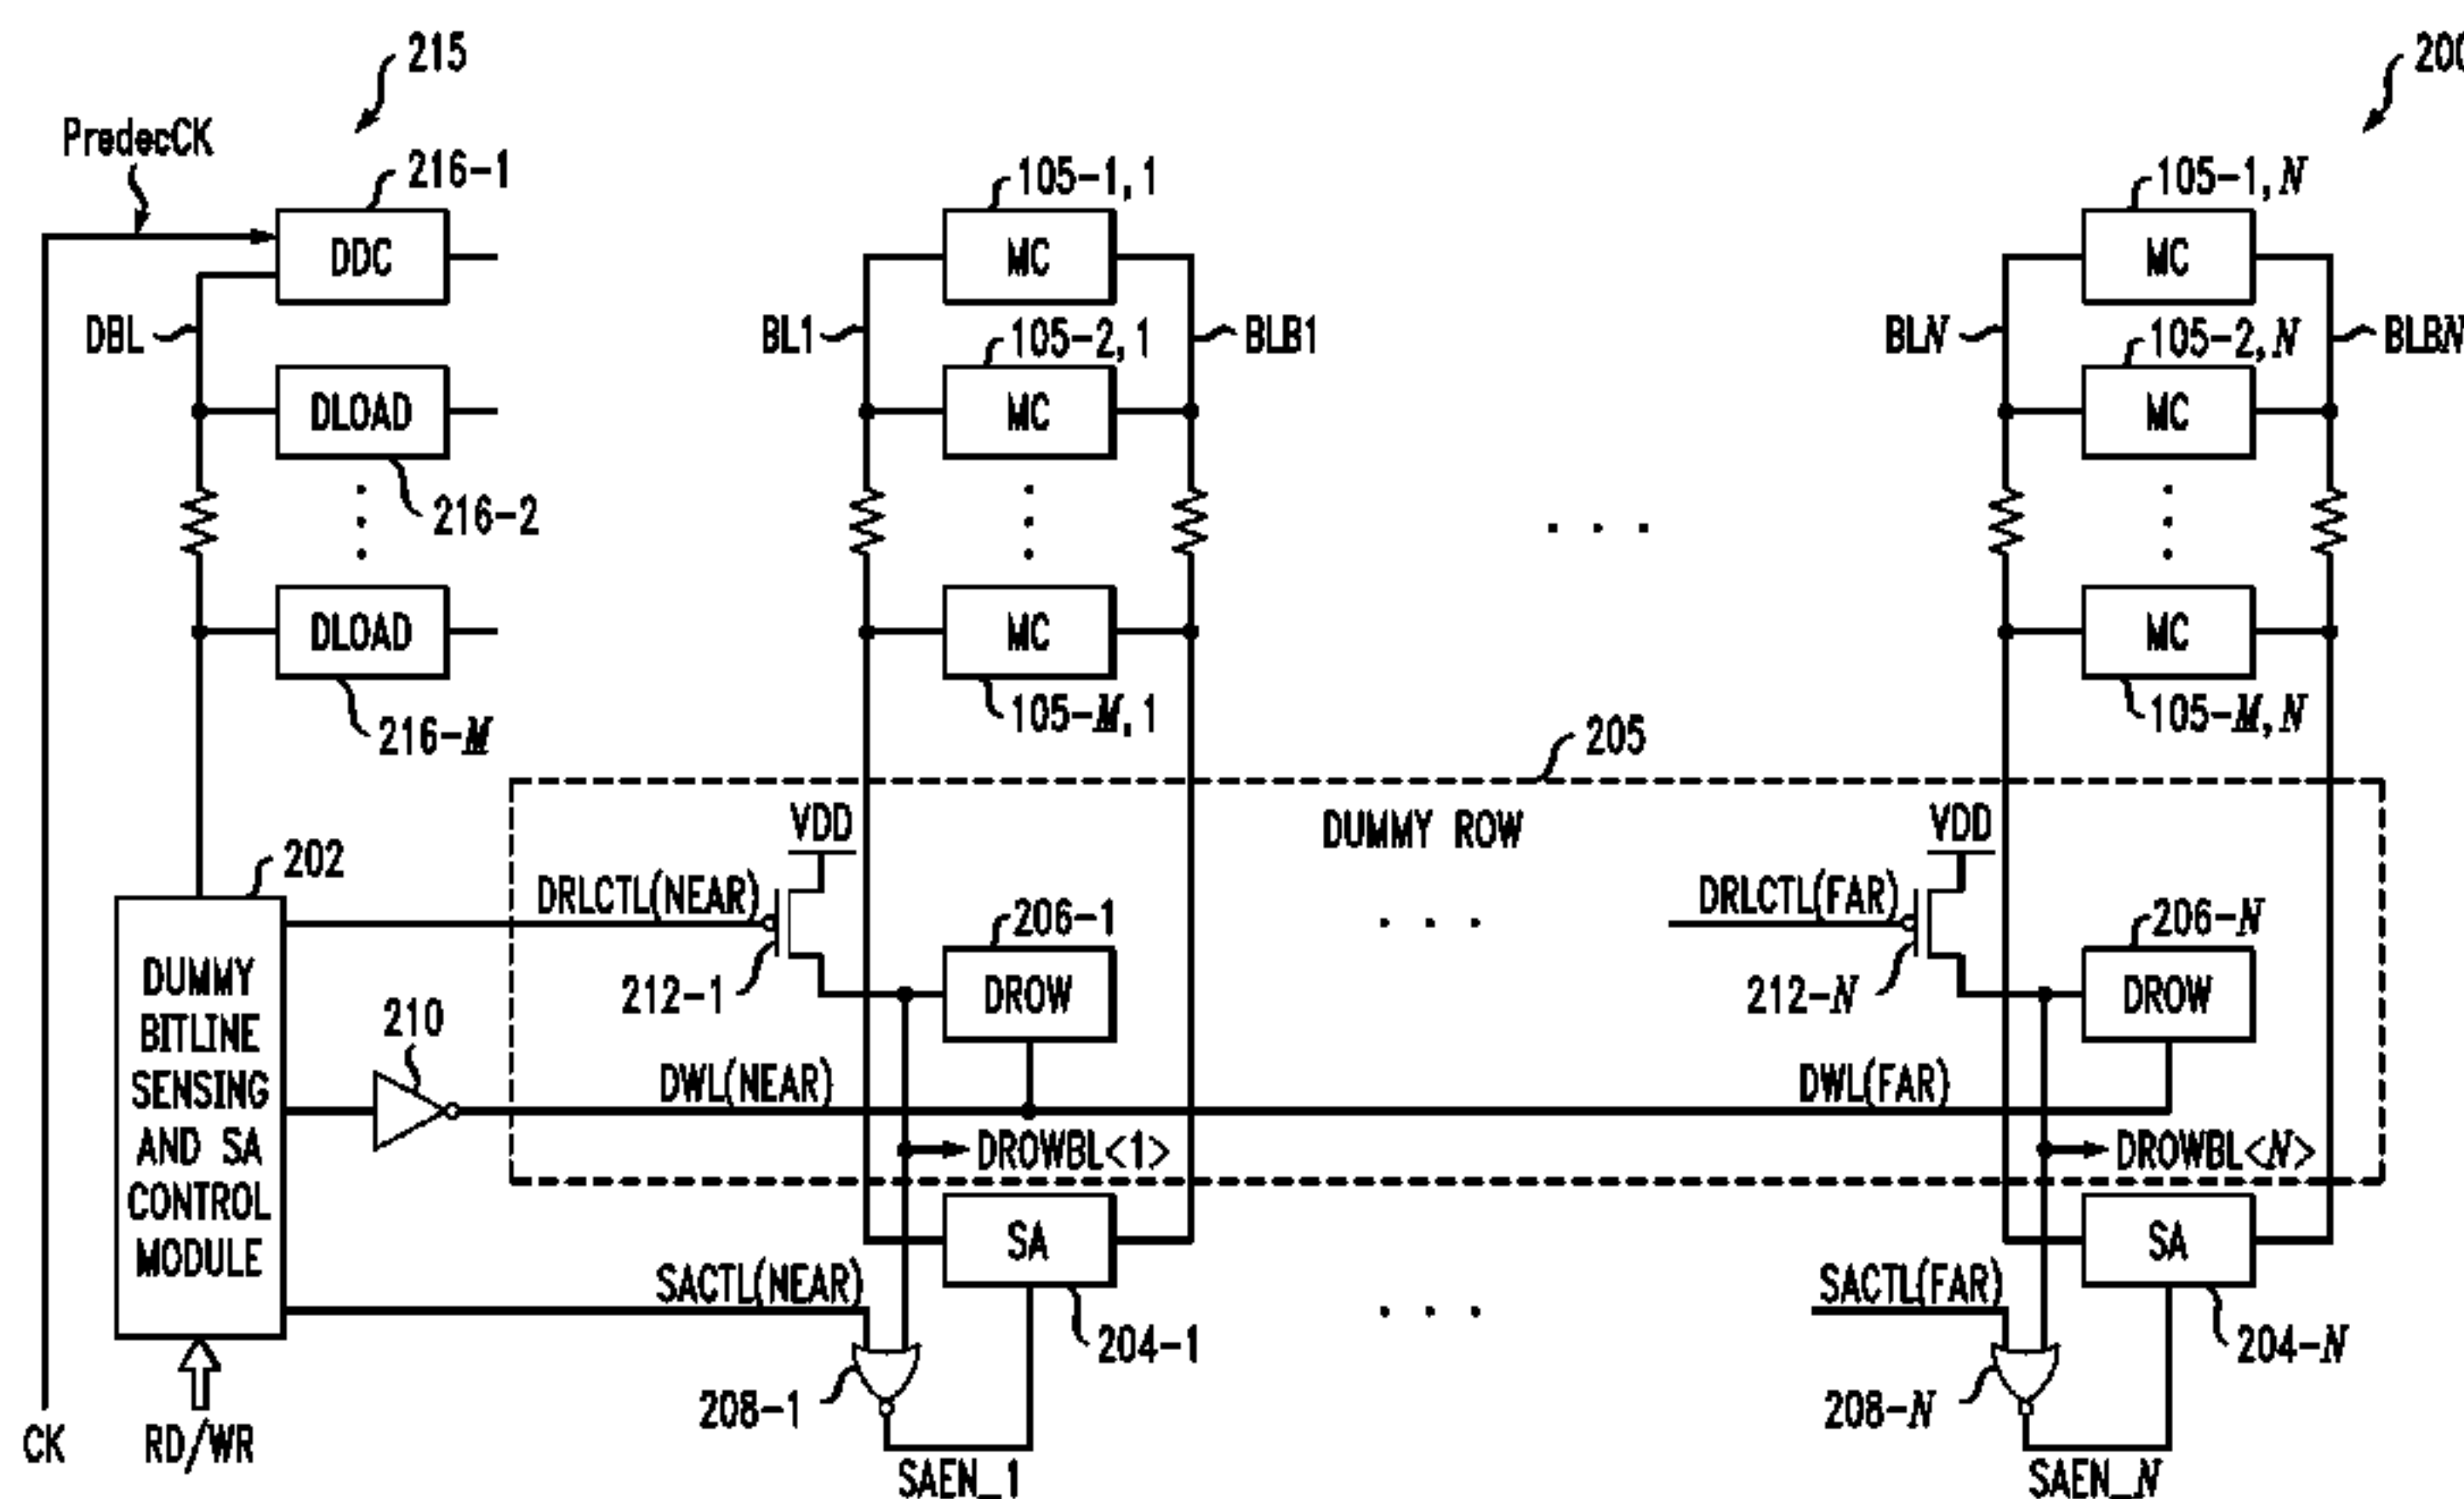 215
200
PredecCK
216-1
105-1, 1
105-1, N
DDC
MC
MC
DBL
BL1
105-2, 1
BLB1
BLN
105-2, N
BLBN
DLOAD
MC
MC
216-2
. . .
DLOAD
MC
MC
216-M
105-M, 1
105-M, N
205
VDD
DUMMY ROW
VDD
202
DRLCTL(NEAR)
206-1
. . .
DRLCTL(FAR)
206-N
DUMMY
BITLINE
SENSING
AND SA
CONTROL
MODULE
212-1
DROW
212-N
DROW
210
DWL(NEAR)
DWL(FAR)
DROWBL<1>
DROWBL<N>
SA
SA
SACTL(NEAR)
204-1
. . .
SACTL(FAR)
204-N
208-1
208-N
CK
RD/WR
SAEN_1
SAEN_N